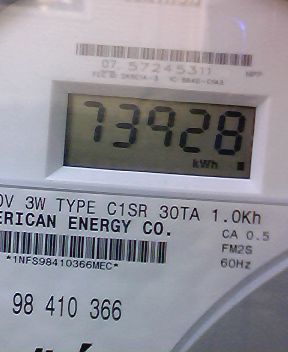 07 57245311
73928
kWh
0V 3W TYPE C1SR 30TA 1.0Kh
ERICAN ENERGY CO.
CA 0.5
FM2S
*1NFS98410366MEC*
60Hz
98 410 366